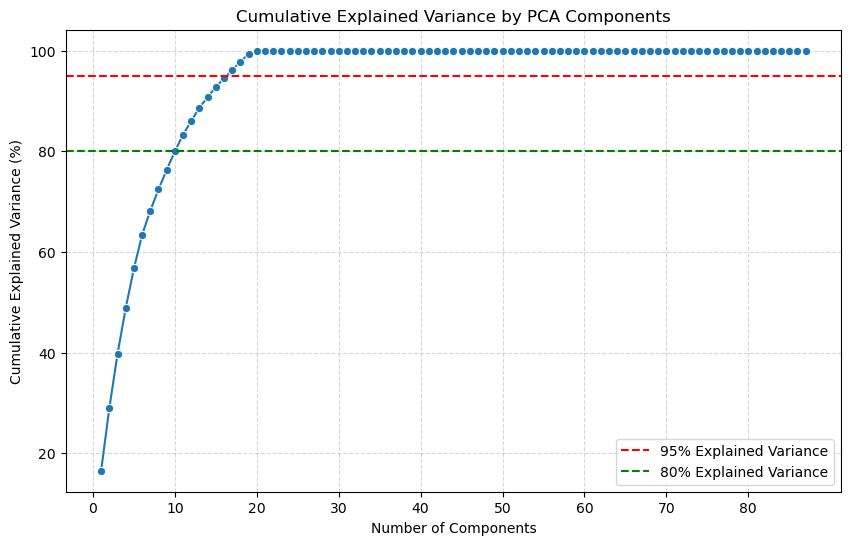 Cumulative Explained Variance by PCA Components
Cumulative Explained Variance (%)
100
80
60
40
20
0 10 20 30 40 50 60 70 80
Number of Components
95% Explained Variance
80% Explained Variance